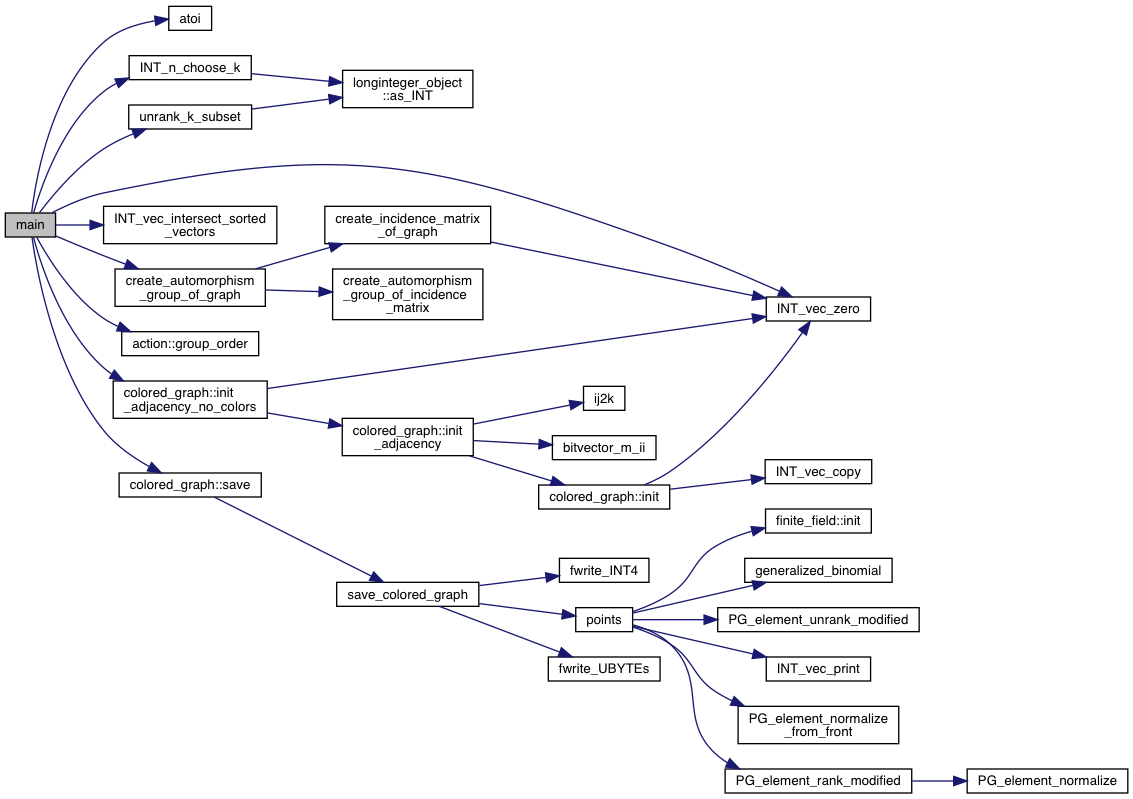 atoi
INT_n_choose_k
longinteger_object
::as_INT
unrank_k_subset
main
INT_vec_intersect_sorted
_vectors
create_incidence_matrix
_of_graph
create_automorphism
_group_of_graph
create_automorphism
_group_of_incidence
_matrix
INT_vec_zero
action::group_order
colored_graph::init
_adjacency_no_colors
ij2k
colored_graph::init
_adjacency
bitvector_m_ii
colored_graph::save
colored_graph::init
INT_vec_copy
finite_field::init
save_colored_graph
fwrite_INT4
generalized_binomial
points
PG_element_unrank_modified
fwrite_UBYTEs
INT_vec_print
PG_element_normalize
_from_front
PG_element_rank_modified
PG_element_normalize